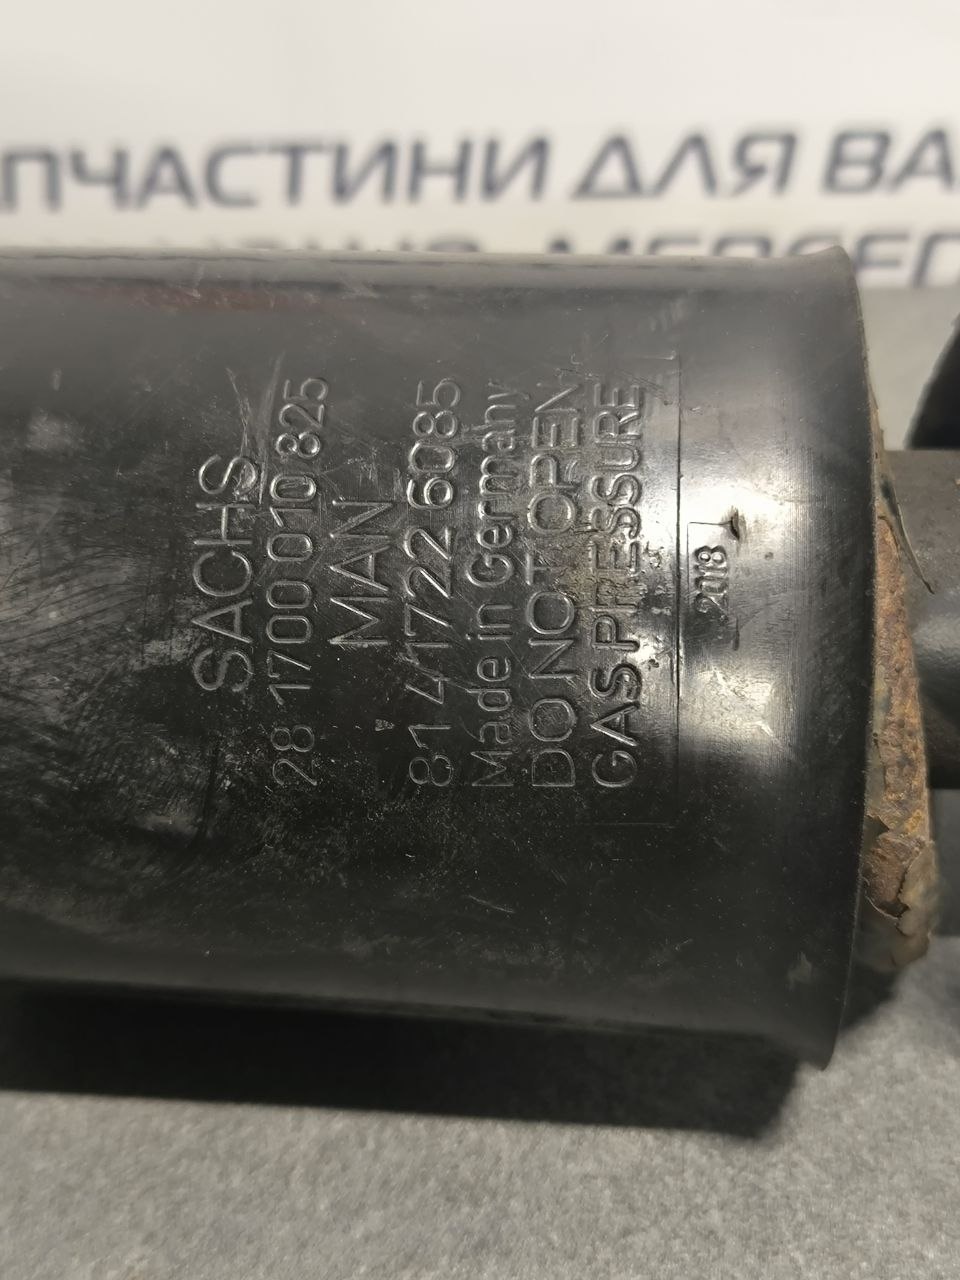 ПЧАСТИНИ ДЛЯ ВА
SACHS
28 1700 010 825
MAN
81 41722 6085
Made in Germany
DO NOT OPEN
GAS PRESSURE
2018